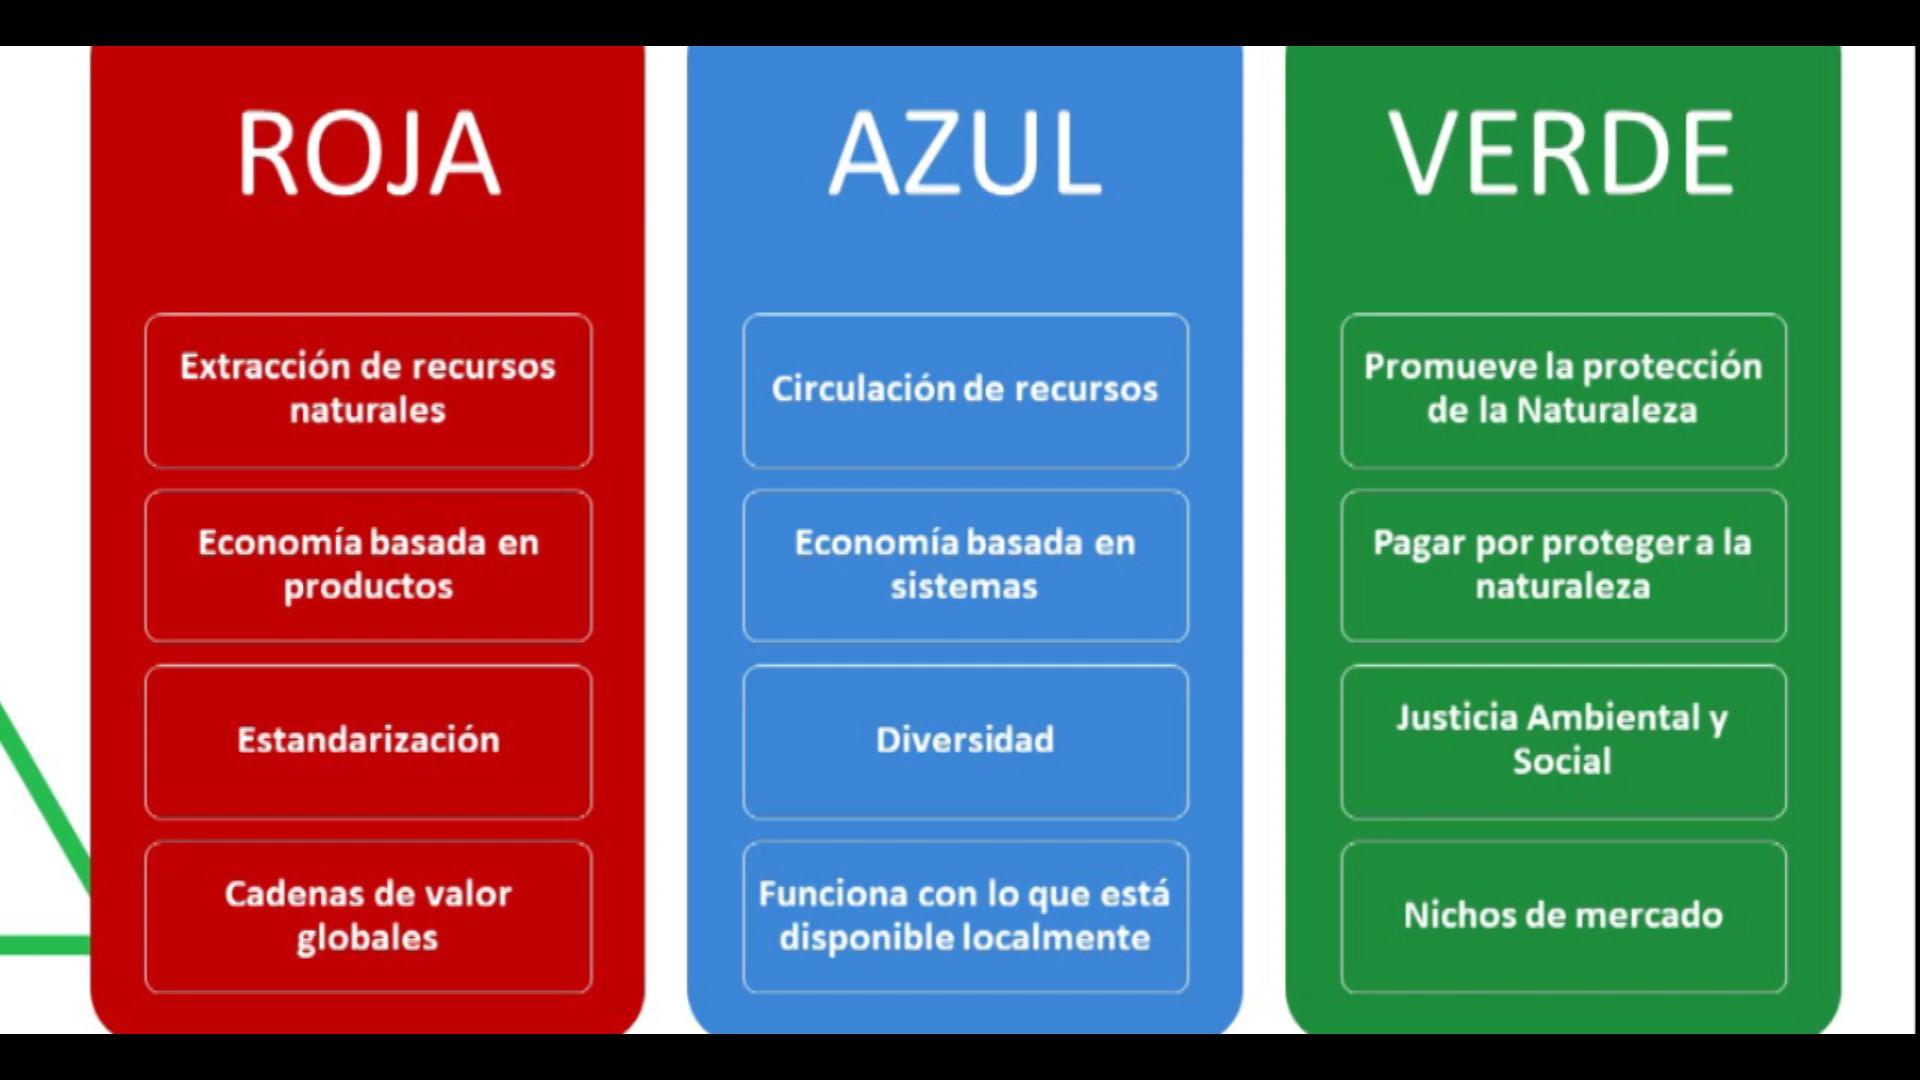 ROJA
Extracción de recursos
naturales
Economía basada en
productos
Estandarización
Cadenas de valor
globales
AZUL
Circulación de recursos
Economía basada en
sistemas
Diversidad
Funciona con lo que está
disponible localmente
VERDE
Promueve la protección
de la Naturaleza
Pagar por proteger a la
naturaleza
Justicia Ambiental y
Social
Nichos de mercado